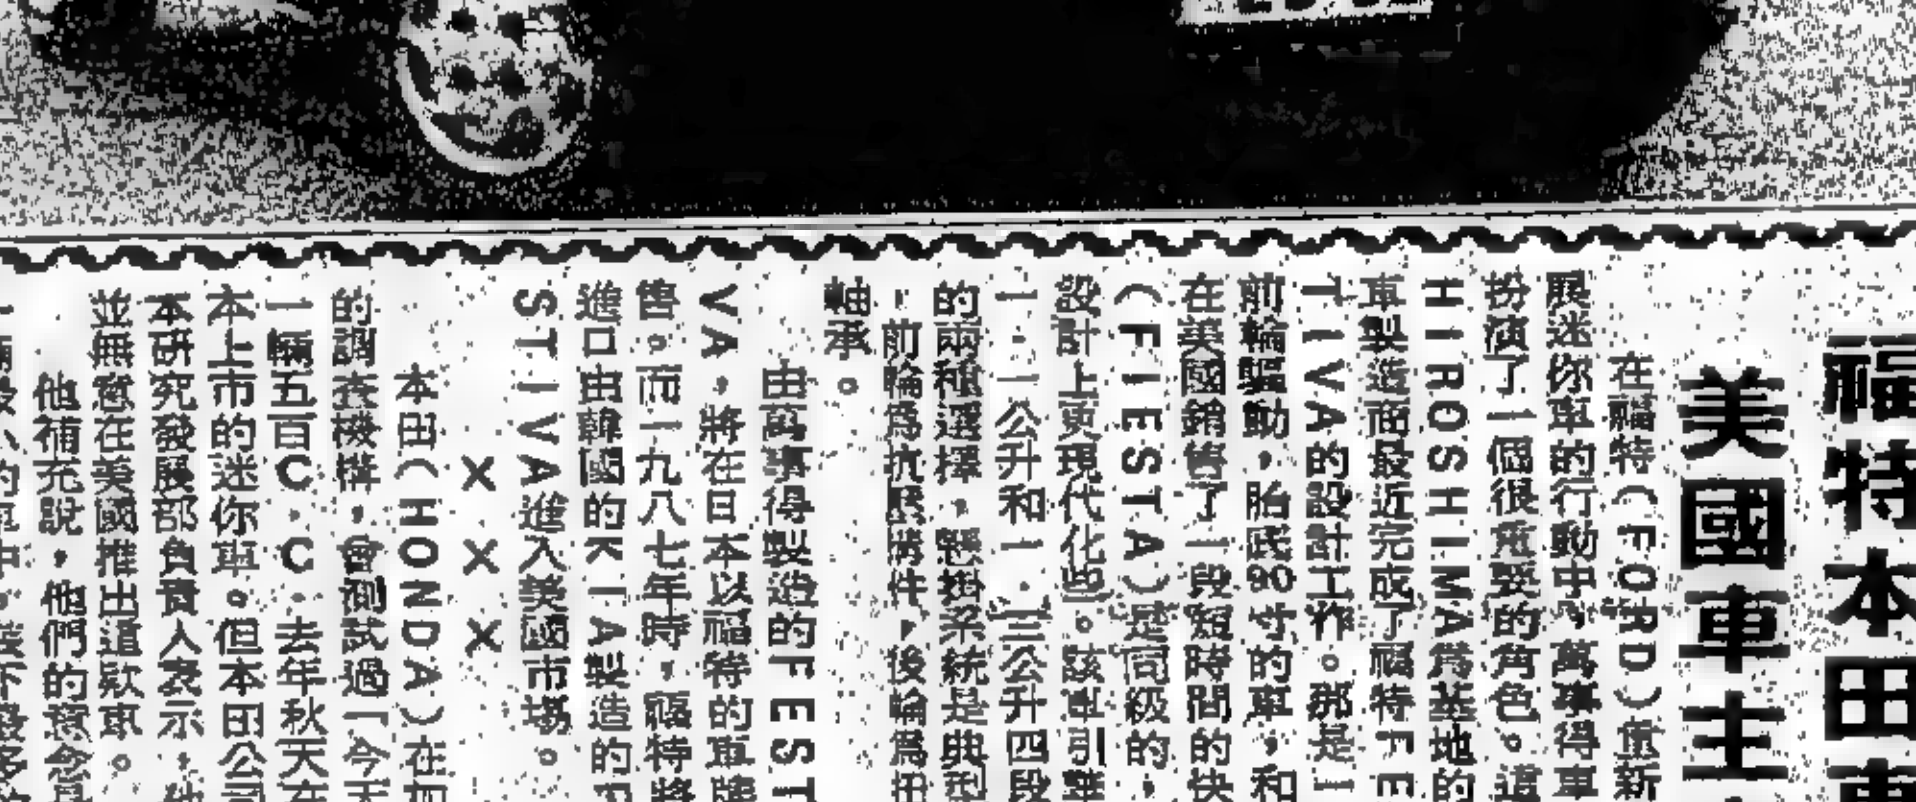 福特本田車
美國車主
在福特(FORD)重新
展迷你車的行動中，萬事得車
扮演了一個很重要的角色。這
HIROSHIMA為基地的
車製造商最近完成了福特FE
TIVA的設計工作。那是一
前輪驅動，胎底90寸的車，和
在美國銷售了一段短時間的快
(FIESTA)是同級的，
設計上更現代化些。該車引擎
一．一公升和一．三公升四段
的兩種選擇，懸掛系統是典型
，前輪為抗壓構件，後輪為扭
軸承。
由萬事得製造的FEST
VA，將在日本以福特的車牌
售。而一九八七年時，福特將
進口由韓國的KIA製造的
STIVA進入美國市場。
X X X
本田(HONDA)在加
的調查機構，會測試過「今天
一輛五百C．C．去年秋天在
本上市的迷你車。但本田公司
本研究發展部負責人表示，他
並無意在美國推出這款車。
他補充說，他們的意念是